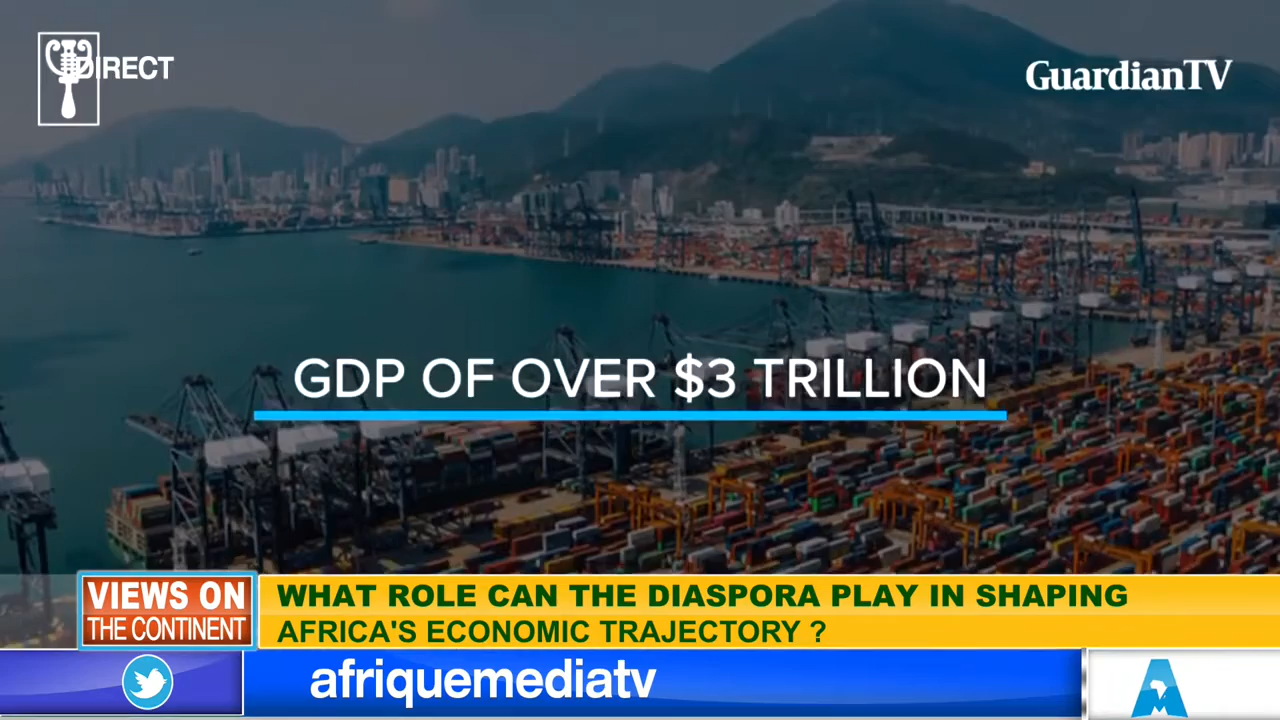 DIRECT
GuardianTV
GDP OF OVER $3 TRILLION
VIEWS ON
THE CONTINENT
WHAT ROLE CAN THE DIASPORA PLAY IN SHAPING
AFRICA'S ECONOMIC TRAJECTORY ?
afriquemediatv